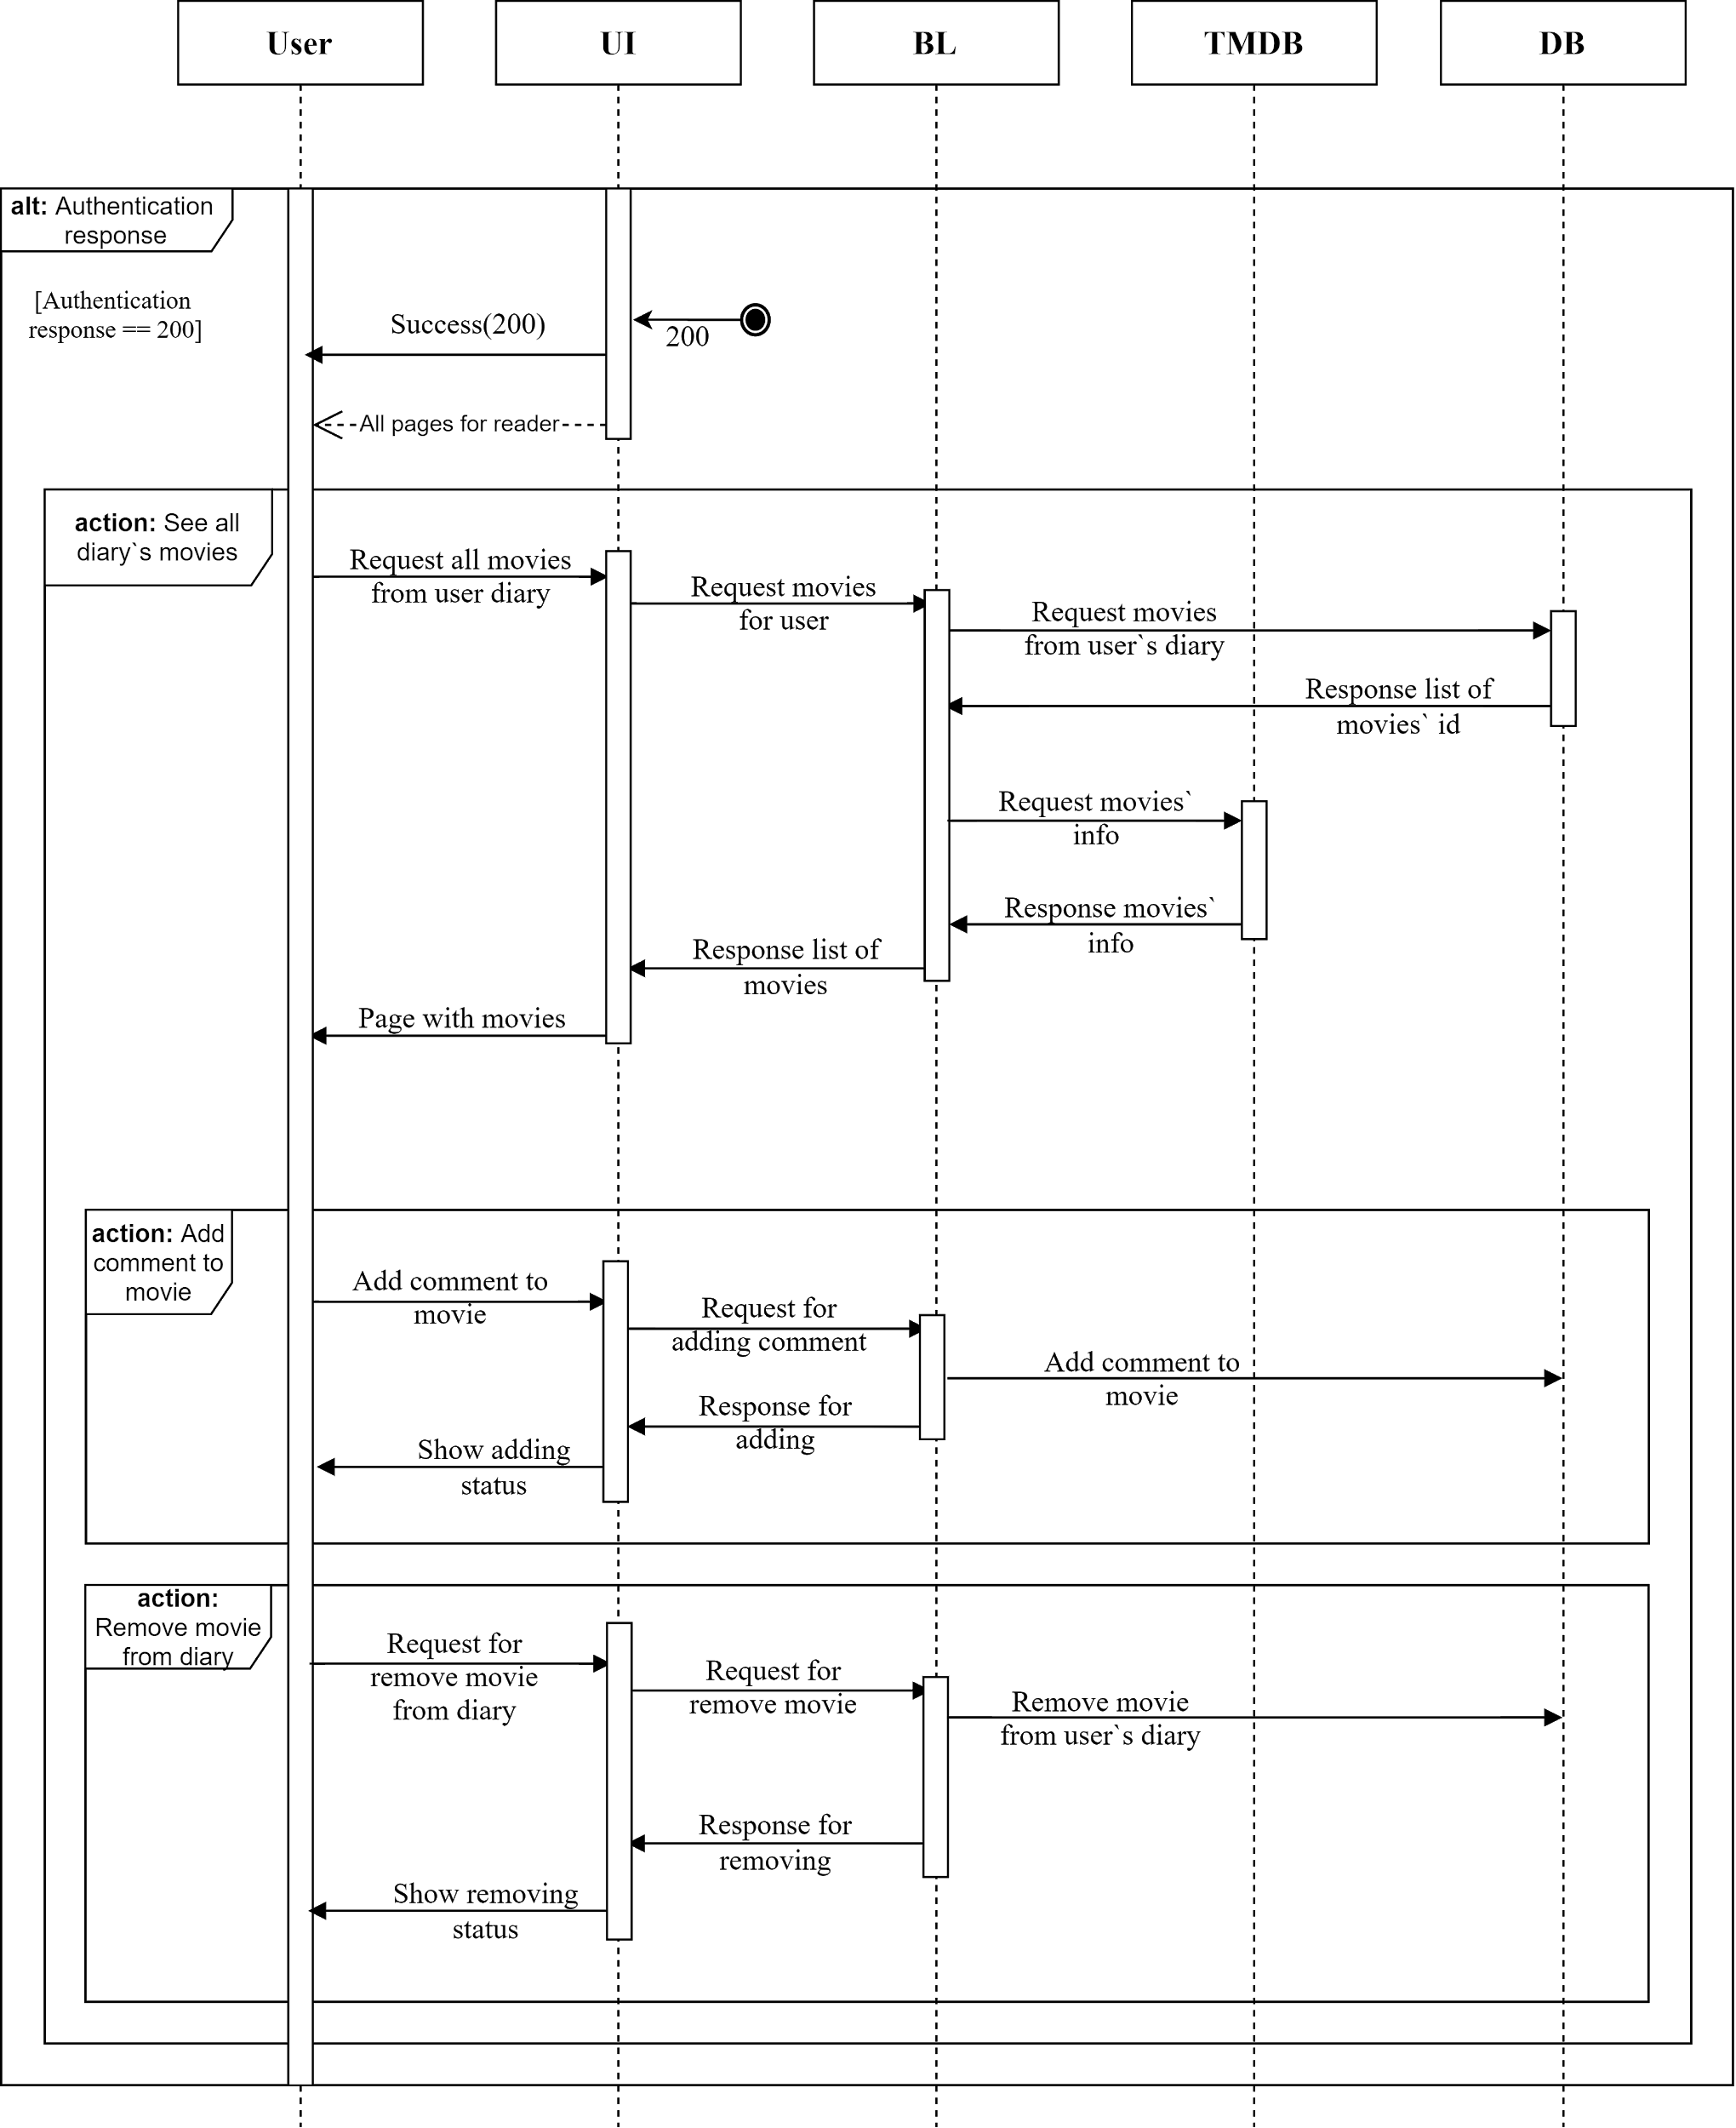 User
UI
BL
TMDB
DB
alt: Authentication
response
[Authentication
response == 200]
Success(200)
200
All pages for reader
action: See all
diary`s movies
Request all movies
from user diary
Request movies
for user
Request movies
from user`s diary
Response list of
movies` id
Request movies`
info
Response movies`
info
Response list of
movies
Page with movies
action: Add
comment to
movie
Add comment to
movie
Request for
adding comment
Add comment to
movie
Response for
adding
Show adding
status
action:
Remove movie
from diary
Request for
remove movie
from diary
Request for
remove movie
Remove movie
from user`s diary
Response for
removing
Show removing
status